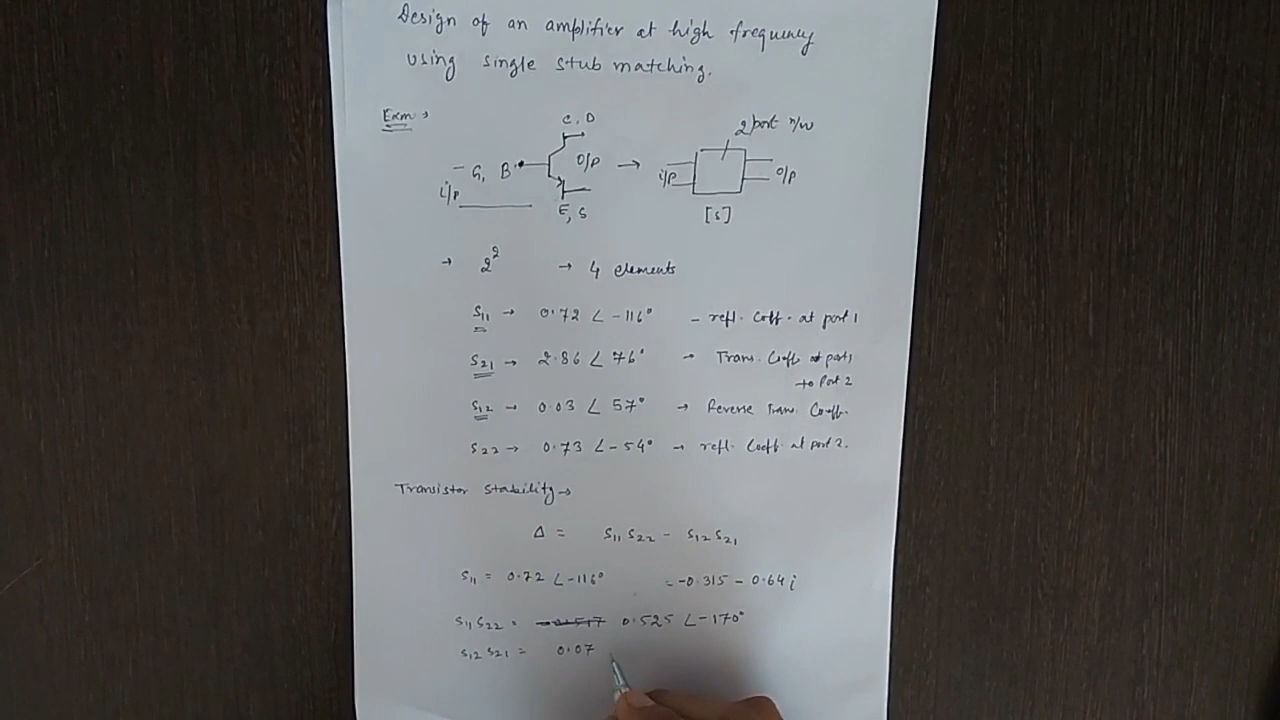 Design of an amplifier at high frequency
using single stub matching.
Exm →
C, D
2 port n/w
G, B
O/P →
i/p
O/P
i/p
E, S
[S]
→ 2² → 4 elements
S11 → 0.72 ∠ -116° - refl. Coff. at port 1
S21 → 2.86 ∠ 76° → Trans. Coeff at port 1
to Port 2
S12 → 0.03 ∠ 57° → Reverse Tran. Coeff.
S22 → 0.73 ∠ -54° → refl. Coeff. at port 2.
Transistor stability →
Δ = S11 S22 - S12 S21
S11 = 0.72 ∠ -116° = -0.315 - 0.64i
S11 S22 = 0.525 ∠ -170°
S12 S21 = 0.07